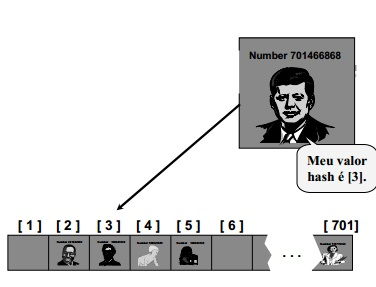 Number 701466868
Meu valor
hash é [3].
[ 1 ] [ 2 ] [ 3 ] [ 4 ] [ 5 ] [ 6 ] [ 701]
. . .